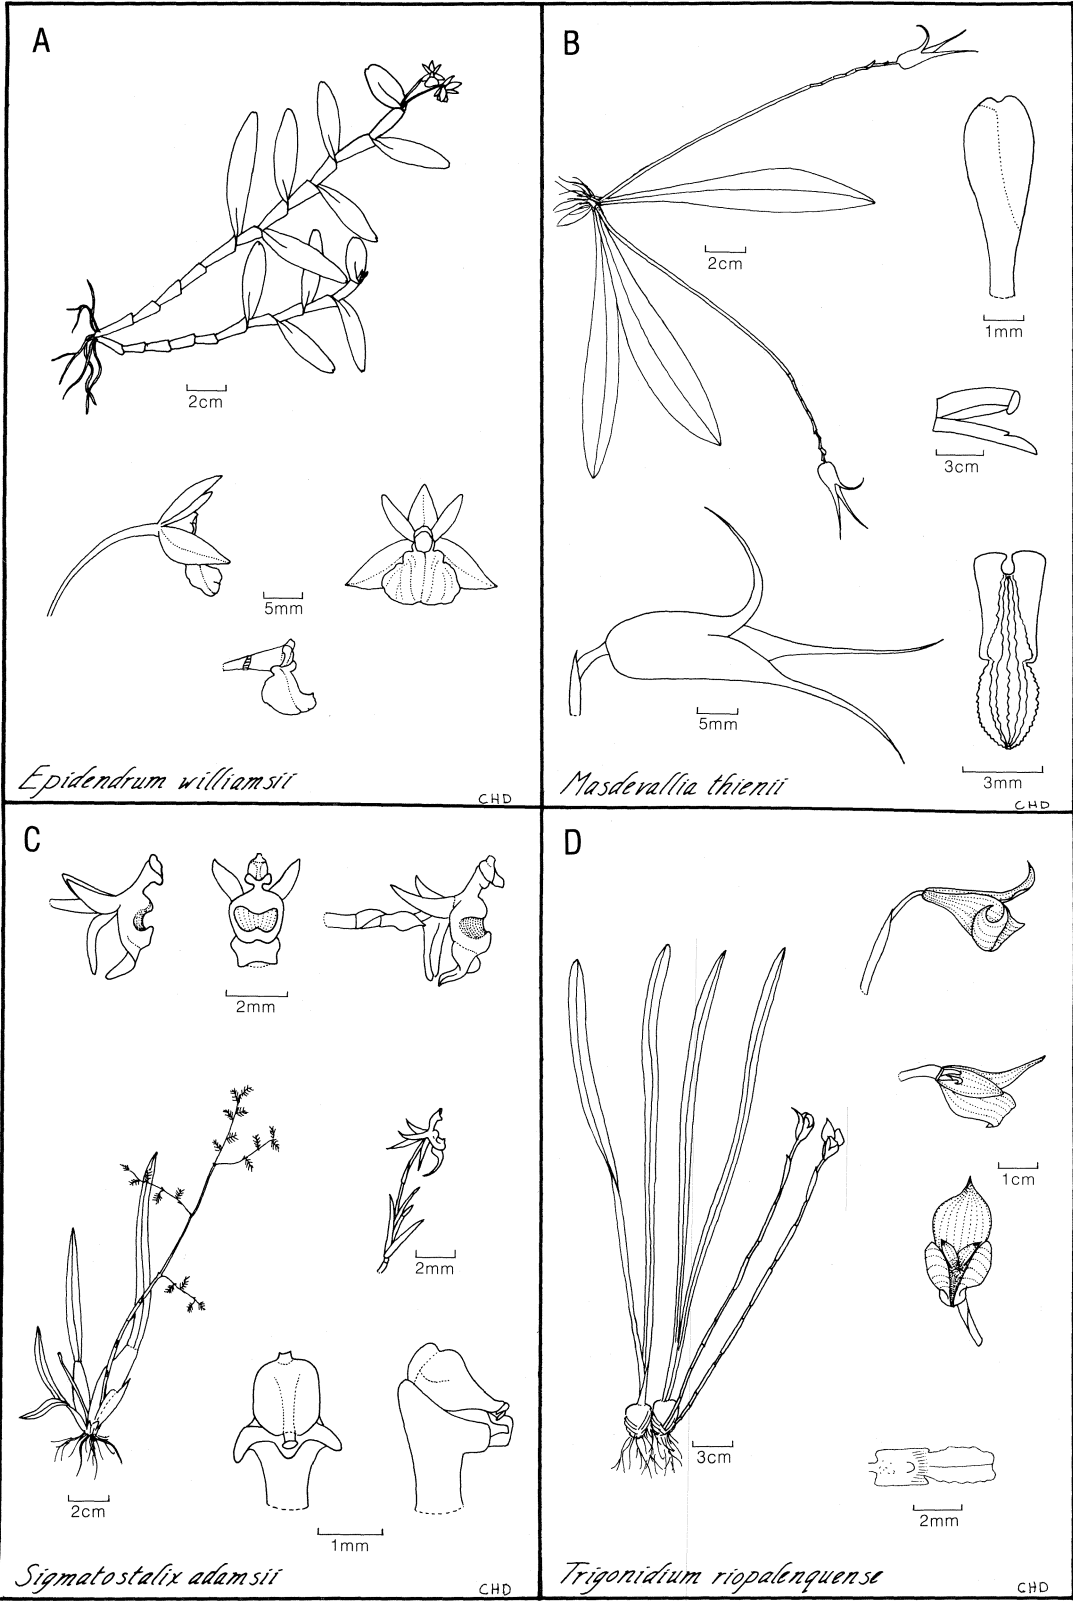 A
2cm
5mm
Epidendrum williamsii
CHD
B
2cm
1mm
3cm
5mm
3mm
Masdevallia thienii
CHD
C
2mm
2mm
2cm
1mm
Sigmatostalix adamsii
CHD
D
1cm
3cm
2mm
Trigonidium riopalenquense
CHD